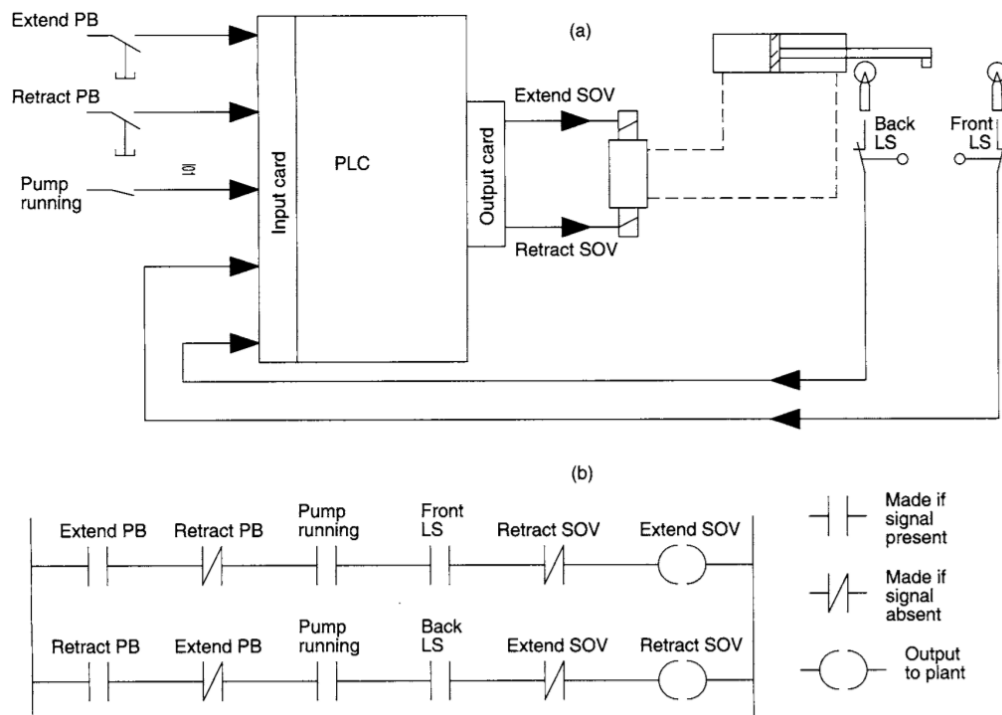 (a)
Extend PB
Retract PB
Pump
running
101
Input card
PLC
Output card
Extend SOV
Retract SOV
Back
LS
Front
LS
(b)
Extend PB
Retract PB
Pump
running
Front
LS
Retract SOV
Extend SOV
Retract PB
Extend PB
Pump
running
Back
LS
Extend SOV
Retract SOV
Made if
signal
present
Made if
signal
absent
Output
to plant